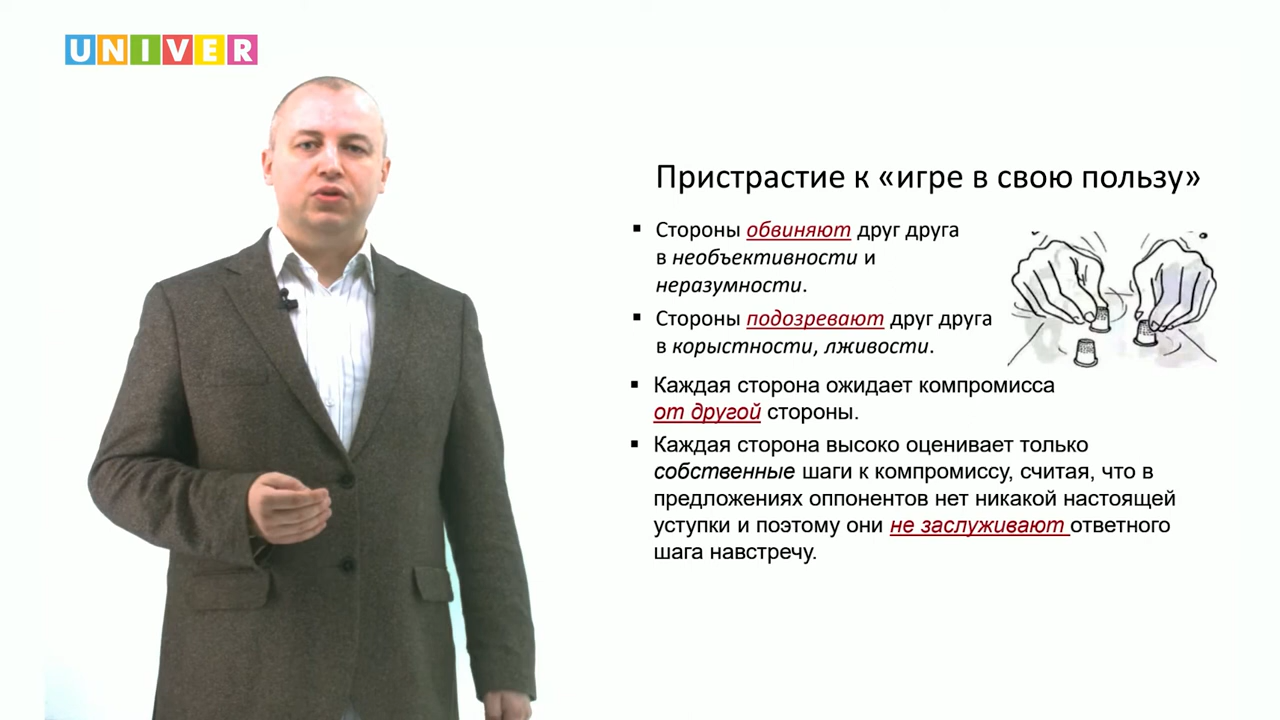 UNIVER
Пристрастие к «игре в свою пользу»
▪ Стороны обвиняют друг друга
в необъективности и
неразумности.
▪ Стороны подозревают друг друга
в корыстности, лживости.
▪ Каждая сторона ожидает компромисса
от другой стороны.
▪ Каждая сторона высоко оценивает только
собственные шаги к компромиссу, считая, что в
предложениях оппонентов нет никакой настоящей
уступки и поэтому они не заслуживают ответного
шага навстречу.